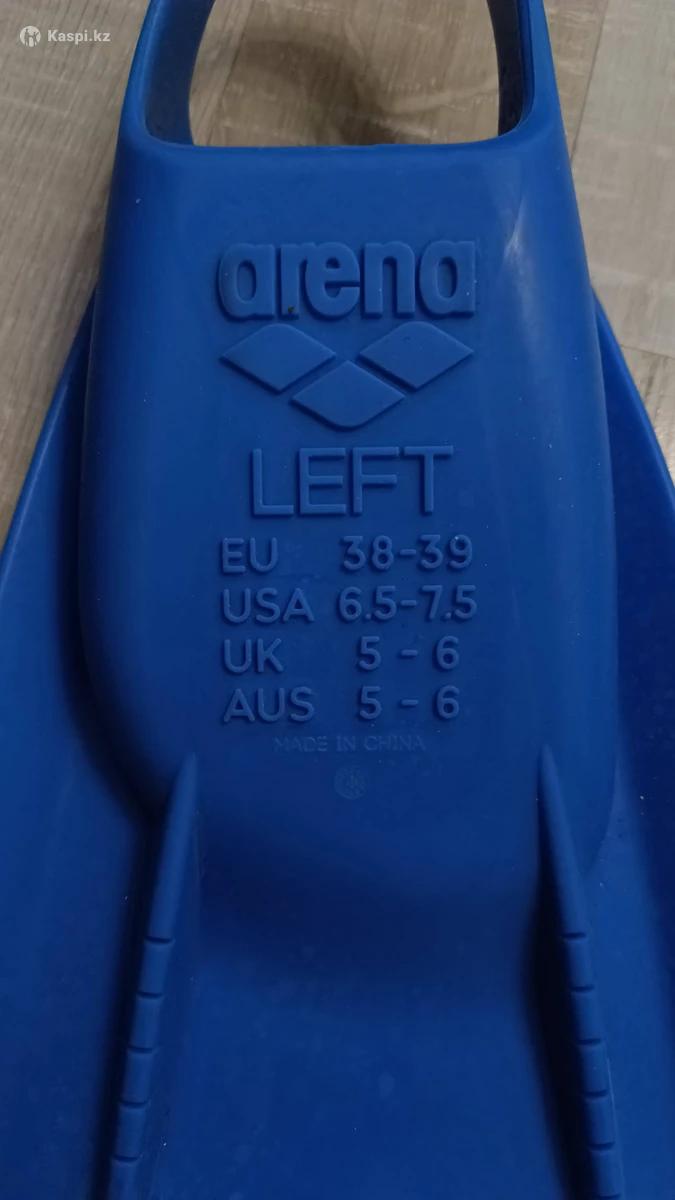 Kaspi.kz
arena
LEFT
EU 38-39
USA 6.5-7.5
UK 5 - 6
AUS 5 - 6
MADE IN CHINA